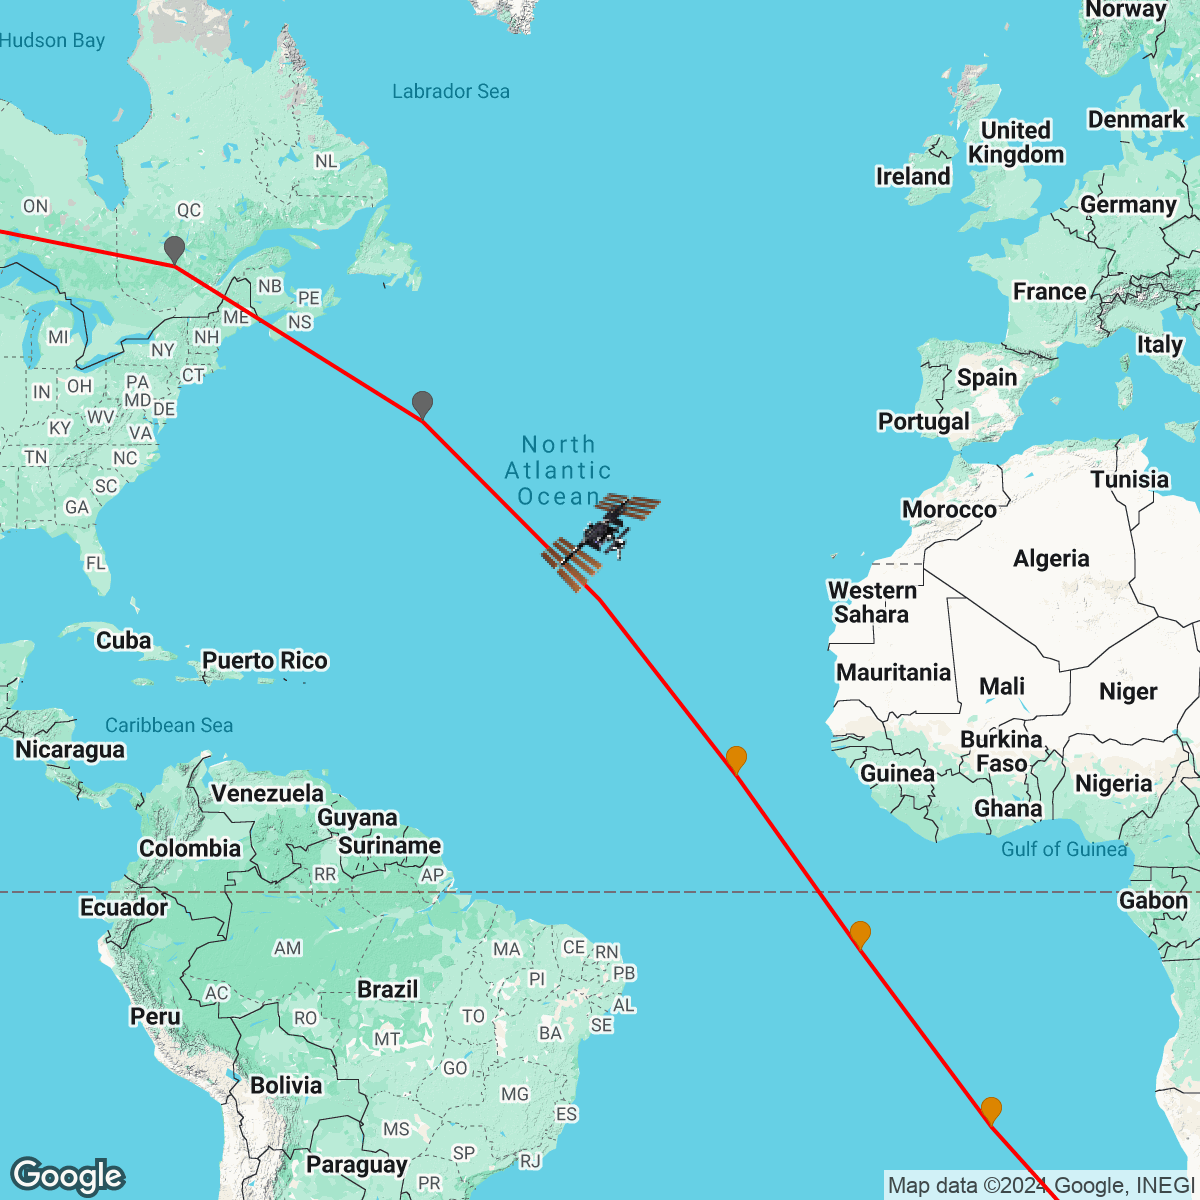 Norway
Hudson Bay
Labrador Sea
Denmark
United
Kingdom
NL
Ireland
ON
QC
Germany
NB
France
PE
NS
ME
MI
NH
Italy
NY
CT
Spain
IN
OH
PA
MD
DE
WV
Portugal
KY
VA
North
Atlantic
Ocean
TN
NC
Tunisia
SC
GA
Morocco
FL
Algeria
Western
Sahara
Cuba
Puerto Rico
Mauritania
Mali
Niger
Caribbean Sea
Nicaragua
Burkina
Faso
Guinea
Nigeria
Venezuela
Ghana
Guyana
Colombia
Suriname
Gulf of Guinea
RR
AP
Ecuador
Gabon
AM
MA
CE
RN
PB
PI
Brazil
AC
AL
Peru
RO
TO
SE
MT
BA
GO
Bolivia
MG
ES
MS
SP
RJ
Paraguay
PR
Google
Map data ©2024 Google, INEGI